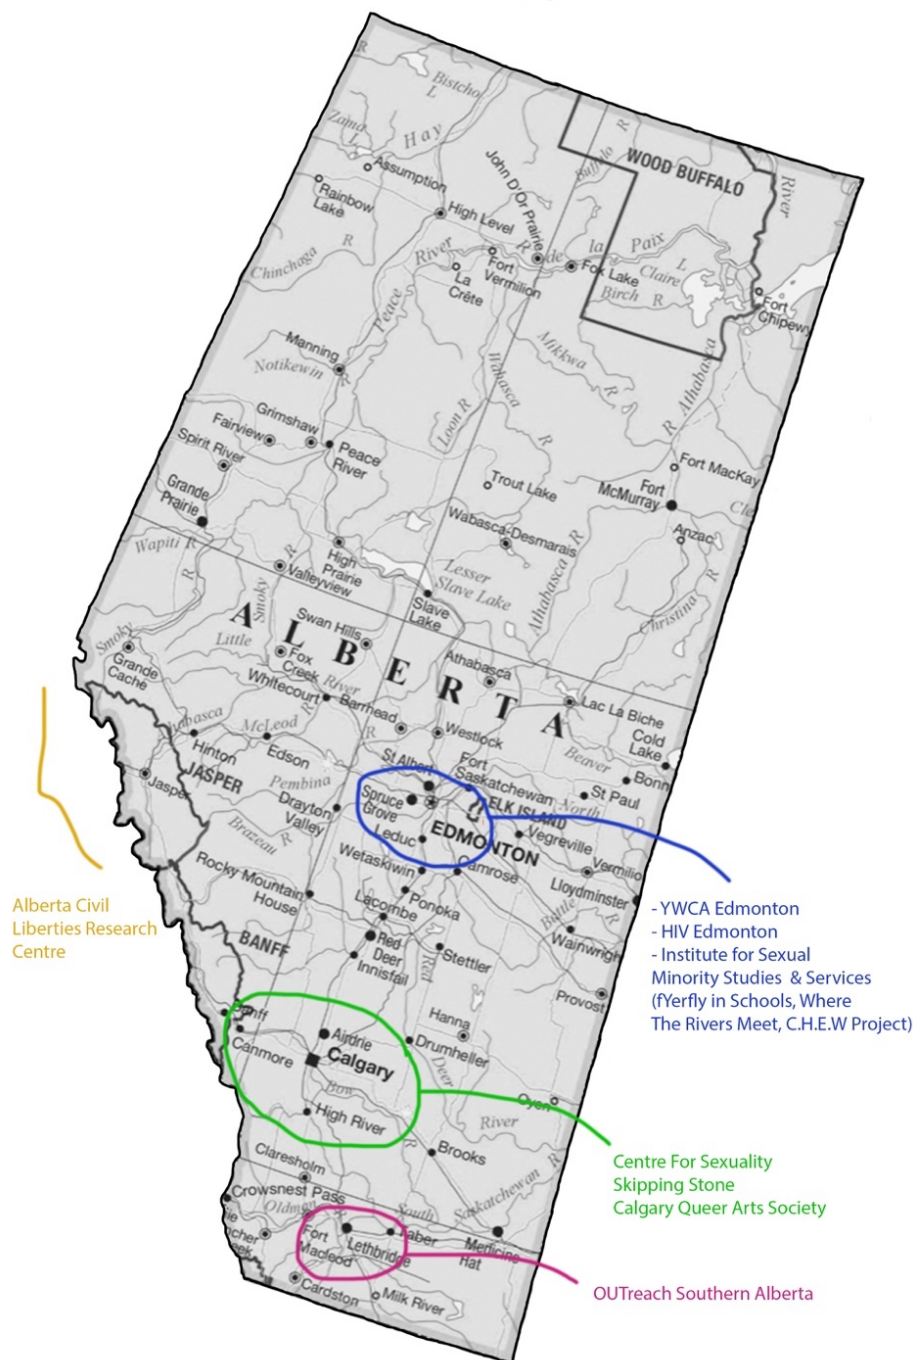 Bistcho
L
R
Zama
L
Hay
Assumption
Rainbow
Lake
High Level
John D'Or Prairie
Buffalo R
WOOD BUFFALO
River
Chinchaga R
River
Fort
Vermilion
La
Crête
R de la Paix
Fox Lake
L
Claire
Birch R
Fort
Chipewy
Peace
Manning
Notikewin
R
Mikkwa
R
Wabasca
R
Loon R
Athabasca
R
Grimshaw
Fairview
Spirit River
Peace
River
Grande
Prairie
Trout Lake
Fort MacKay
Fort
McMurray
Cle
Anzac
Wabasca-Desmarais
Wapiti R
R
High
Prairie
Valleyview
R
Smoky
Lesser
Slave Lake
Slave
Lake
Athabasca R
Christina R
ALBERTA
Swan Hills
Little
Smoky
Fox
Creek
River
Grande
Cache
Whitecourt
Athabasca
Lac La Biche
Cold
Lake
Barrhead
R
Westlock
Beaver
Bonn
McLeod
R
Hinton
Edson
St Albert
Fort
Saskatchewan
St Paul
North
JASPER
Jasper
Pembina
Spruce
Grove
ELK ISLAND
Drayton
Valley
Leduc
EDMONTON
Vegreville
Vermilio
Brazeau R
Wetaskiwin
Camrose
Lloydminster
Rocky Mountain
House
Lacombe
Ponoka
Battle
R
Wainwrigh
BANFF
Red
Deer
Innisfail
Red
Stettler
Provost
Alberta Civil
Liberties Research
Centre
- YWCA Edmonton
- HIV Edmonton
- Institute for Sexual
Minority Studies & Services
(fYerfly in Schools, Where
The Rivers Meet, C.H.E.W Project)
Banff
Canmore
Airdrie
Calgary
Hanna
Drumheller
Deer
Bow
High River
Oyen
River
R
Brooks
Centre For Sexuality
Skipping Stone
Calgary Queer Arts Society
Claresholm
Crowsnest Pass
Oldman
R
South
Saskatchewan R
Fort
Macleod
Lethbridge
Taber
Medicine
Hat
cher
eek
Cardston
Milk River
OUTreach Southern Alberta